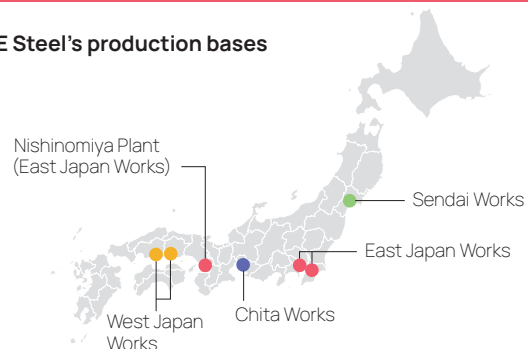 E Steel's production bases
Nishinomiya Plant
(East Japan Works)
Sendai Works
East Japan Works
Chita Works
West Japan
Works